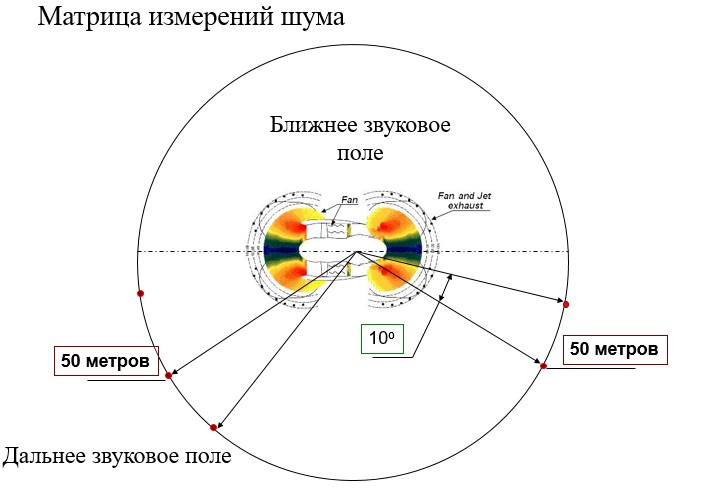 Матрица измерений шума
Ближнее звуковое
поле
Fan
Fan and Jet
exhaust
10º
50 метров
50 метров
Дальнее звуковое поле